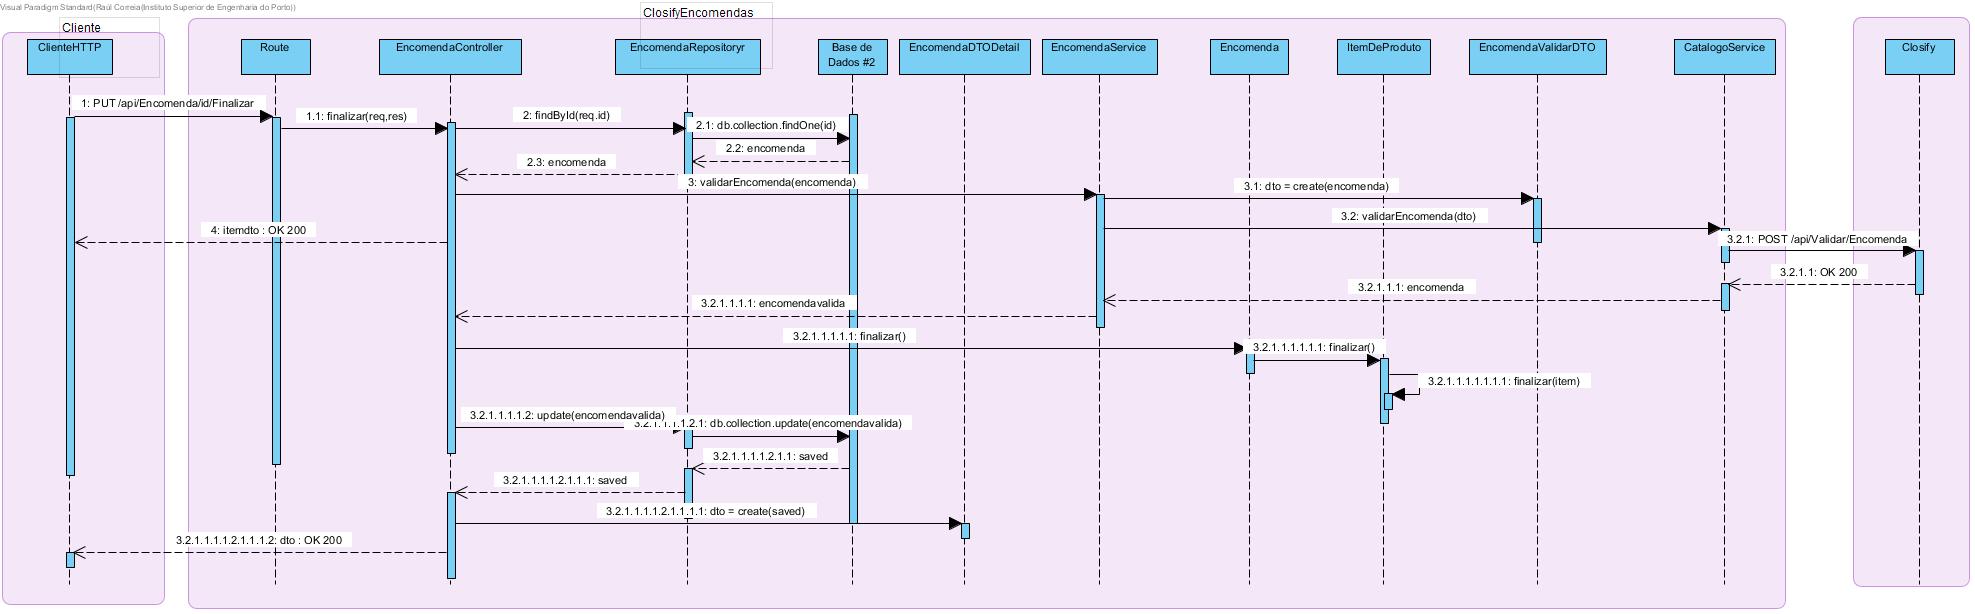 Visual Paradigm Standard(Raúl Correia(Instituto Superior de Engenharia do Porto))
Cliente
ClosifyEncomendas
ClienteHTTP
Route
EncomendaController
EncomendaRepositoryr
Base de
Dados #2
EncomendaDTODetail
EncomendaService
Encomenda
ItemDeProduto
EncomendaValidarDTO
CatalogoService
Closify
1: PUT /api/Encomenda/id/Finalizar
1.1: finalizar(req,res)
2: findById(req.id)
2.1: db.collection.findOne(id)
2.2: encomenda
2.3: encomenda
3: validarEncomenda(encomenda)
3.1: dto = create(encomenda)
3.2: validarEncomenda(dto)
4: itemdto : OK 200
3.2.1: POST /api/Validar/Encomenda
3.2.1.1: OK 200
3.2.1.1.1: encomenda
3.2.1.1.1.1: encomendavalida
3.2.1.1.1.1.1: finalizar()
3.2.1.1.1.1.1.1: finalizar()
3.2.1.1.1.1.1.1.1: finalizar(item)
3.2.1.1.1.1.2: update(encomendavalida)
3.2.1.1.1.1.2.1: db.collection.update(encomendavalida)
3.2.1.1.1.1.2.1.1: saved
3.2.1.1.1.1.2.1.1.1: saved
3.2.1.1.1.1.2.1.1.1.1: dto = create(saved)
3.2.1.1.1.1.2.1.1.1.2: dto : OK 200